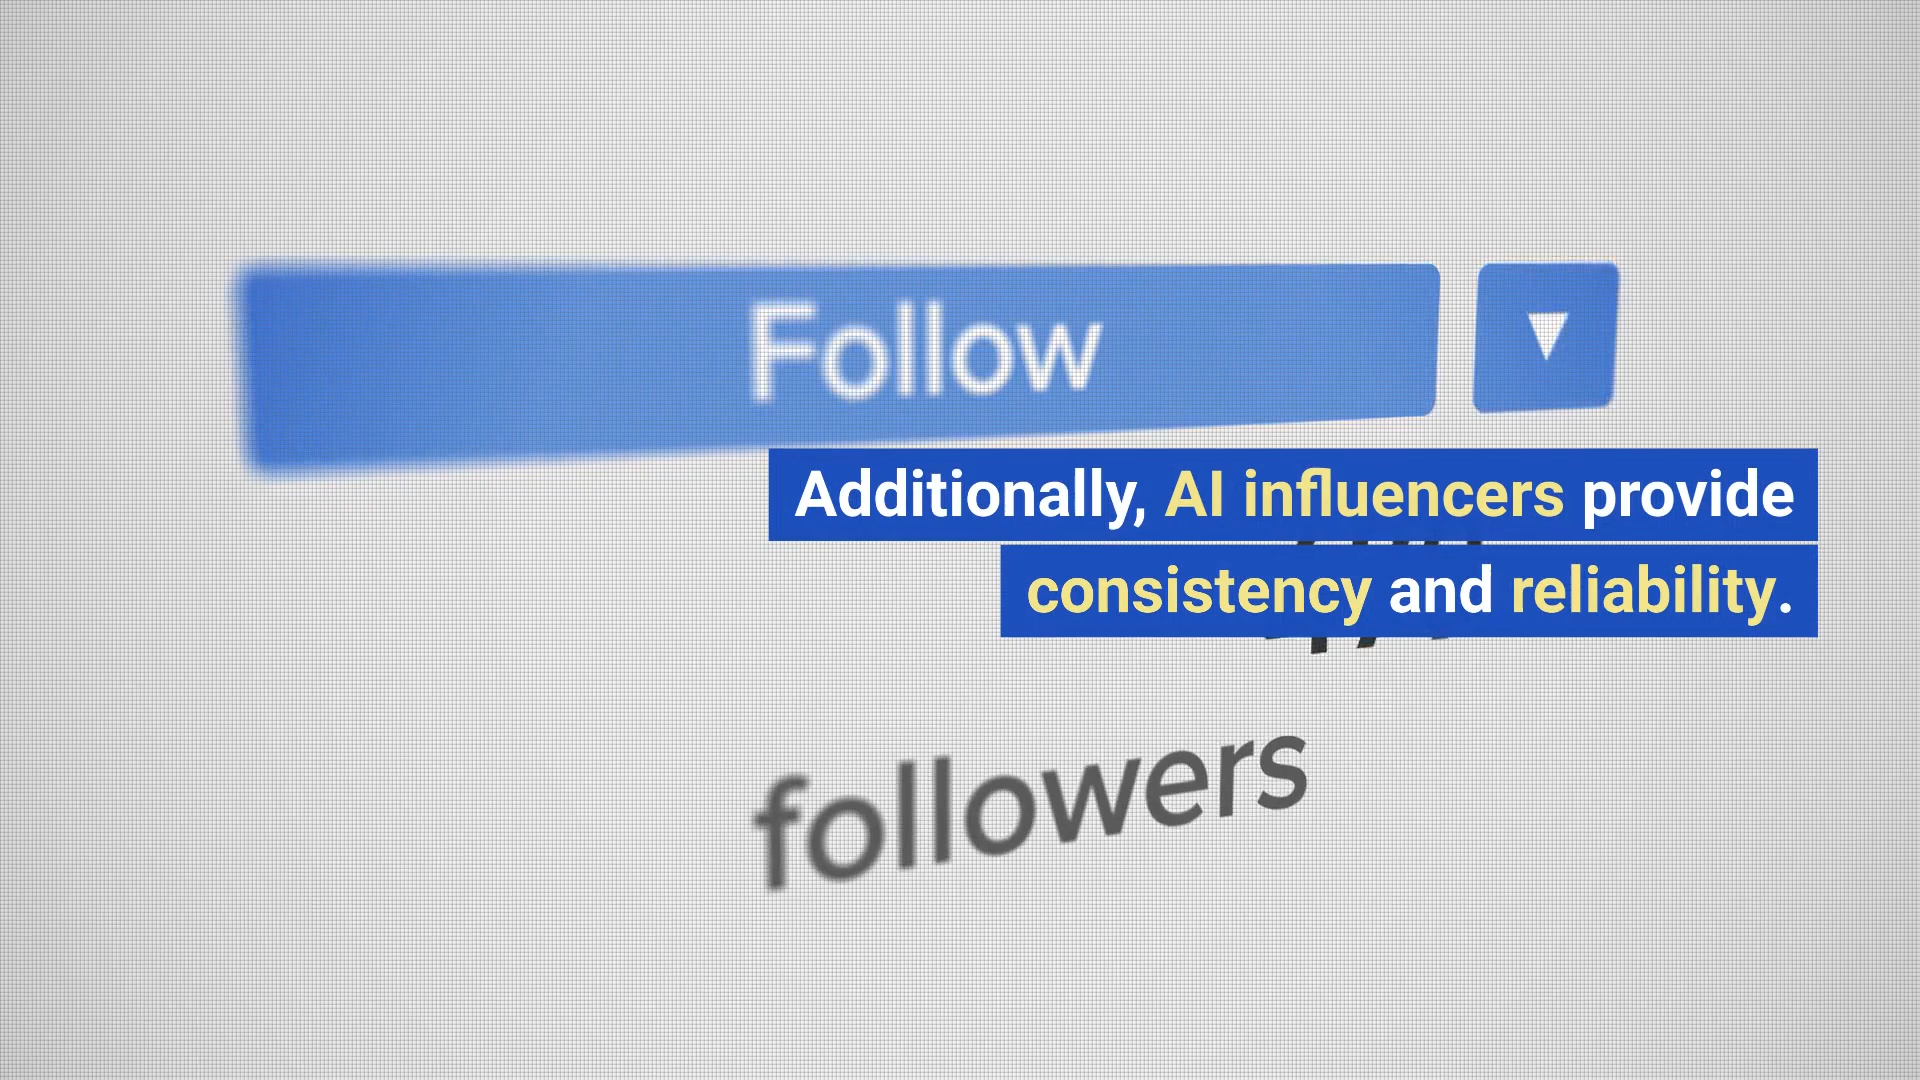 Follow ▼
Additionally, AI influencers provide
consistency and reliability.
followers